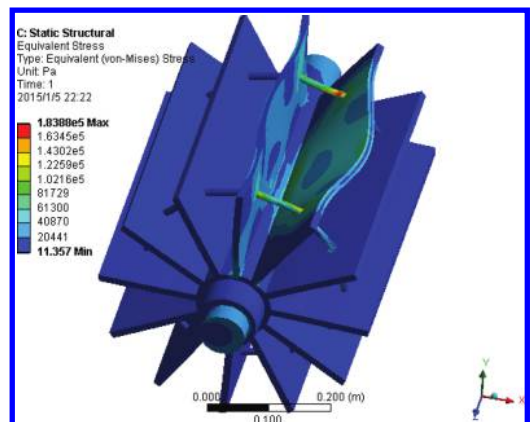 C: Static Structural
Equivalent Stress
Type: Equivalent (von-Mises) Stress
Unit: Pa
Time: 1
2015/1/5 22:22
1.8388e5 Max
1.6345e5
1.4302e5
1.2259e5
1.0216e5
81729
61300
40870
20441
11.357 Min
0.000
0.200 (m)
0.100
Y
X
Z